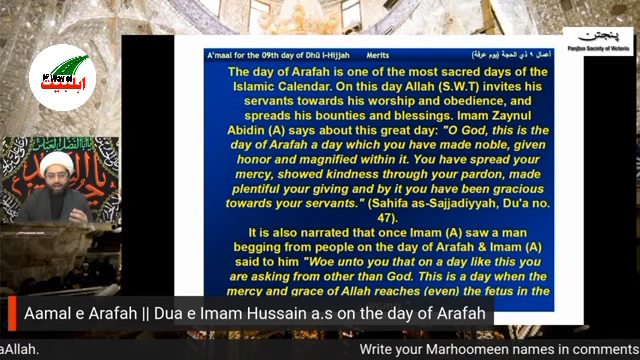 A'maal for the 09th day of Dhū l-Hijjah Merits أعمال ٩ ذي الحجة (يوم عرفة)
The day of Arafah is one of the most sacred days of the
Islamic Calendar. On this day Allah (S.W.T) invites his
servants towards his worship and obedience, and
spreads his bounties and blessings. Imam Zaynul
Abidin (A) says about this great day: "O God, this is the
day of Arafah a day which you have made noble, given
honor and magnified within it. You have spread your
mercy, showed kindness through your pardon, made
plentiful your giving and by it you have been gracious
towards your servants." (Sahifa as-Sajjadiyyah, Du'a no.
47).
It is also narrated that once Imam (A) saw a man
begging from people on the day of Arafah & Imam (A)
said to him "Woe unto you that on a day like this you
are asking from other than God. This is a day when the
mercy and grace of Allah reaches (even) the fetus in the
پنجتن
Panjtan Society of Victoria
Way of
Aamal e Arafah || Dua e Imam Hussain a.s on the day of Arafah
aAllah. Write your Marhoomeen names in comments